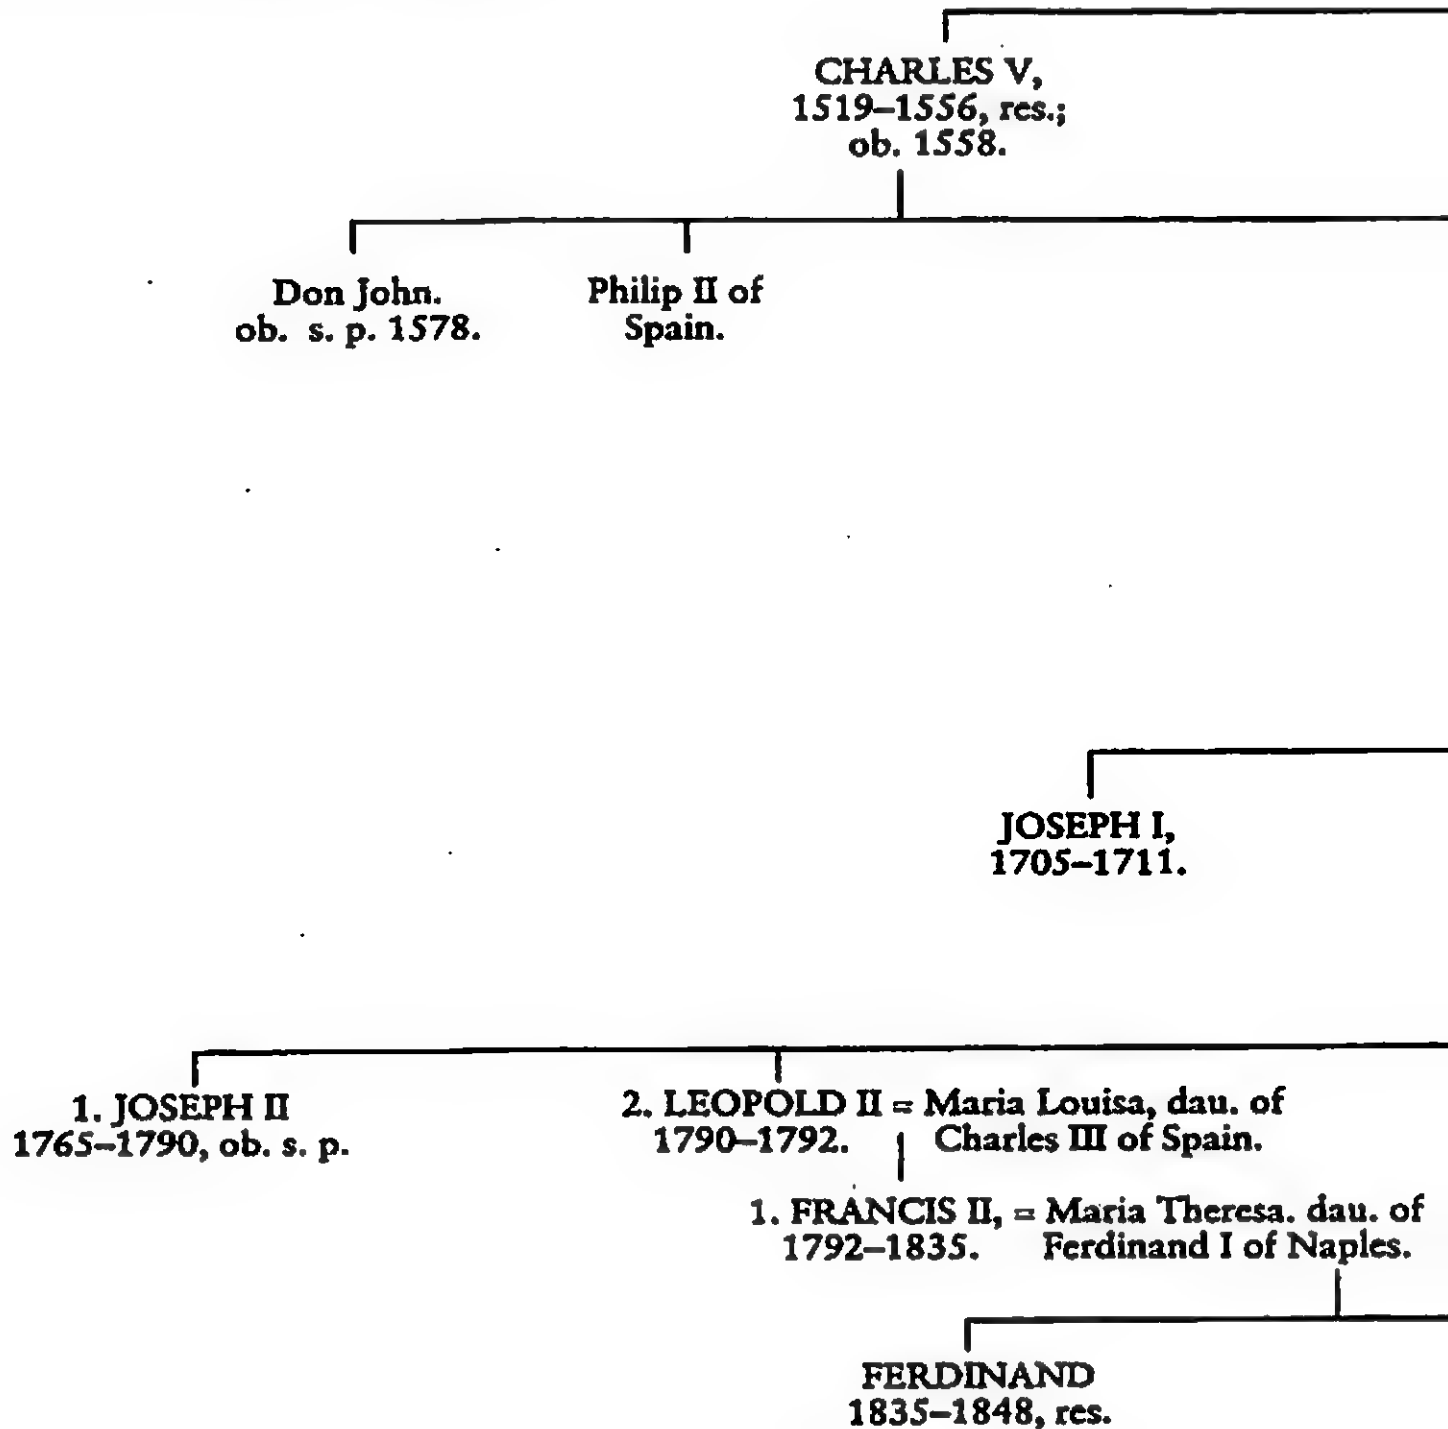 CHARLES V,
1519–1556, res.;
ob. 1558.
Don John.
ob. s. p. 1578.
Philip II of
Spain.
JOSEPH I,
1705–1711.
1. JOSEPH II
1765–1790, ob. s. p.
2. LEOPOLD II = Maria Louisa, dau. of
1790–1792. Charles III of Spain.
1. FRANCIS II, = Maria Theresa. dau. of
1792–1835. Ferdinand I of Naples.
FERDINAND
1835–1848, res.